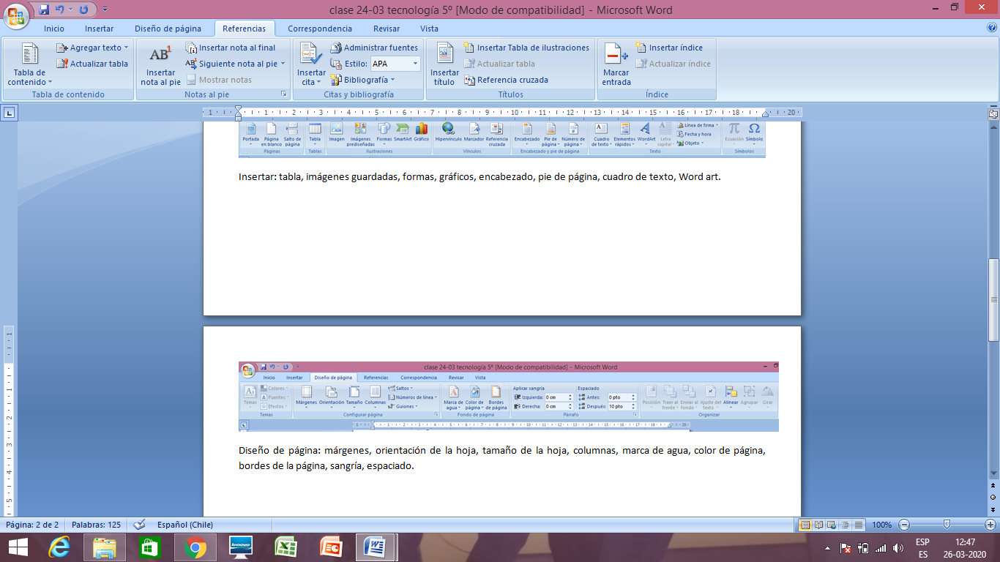 clase 24-03 tecnología 5º [Modo de compatibilidad] - Microsoft Word
Inicio Insertar Diseño de página Referencias Correspondencia Revisar Vista
Tabla de contenido
Agregar texto
Actualizar tabla
Tabla de contenido
AB1
Insertar nota al pie
Insertar nota al final
Siguiente nota al pie
Mostrar notas
Notas al pie
Insertar cita
Administrar fuentes
Estilo: APA
Bibliografía
Citas y bibliografía
Insertar título
Insertar Tabla de ilustraciones
Actualizar tabla
Referencia cruzada
Títulos
Marcar entrada
Insertar índice
Actualizar índice
Índice
1 1 2 3 4 5 6 7 8 9 10 11 12 13 14 15 16 17 18 20
Portada Página en blanco Salto de página
Páginas
Tabla
Tablas
Imagen Imágenes prediseñadas Formas SmartArt Gráfico
Ilustraciones
Hipervínculo Marcador Referencia cruzada
Vínculos
Encabezado Pie de página Número de página
Encabezado y pie de página
Cuadro de texto Elementos rápidos WordArt Letra capital
Línea de firma
Fecha y hora
Objeto
Texto
Ecuación Símbolo
Símbolos
Insertar: tabla, imágenes guardadas, formas, gráficos, encabezado, pie de página, cuadro de texto, Word art.
clase 24-03 tecnología 5º [Modo de compatibilidad] - Microsoft Word
Inicio Insertar Diseño de página Referencias Correspondencia Revisar Vista
Temas
Colores
Fuentes
Efectos
Temas
Márgenes Orientación Tamaño Columnas
Saltos
Números de línea
Guiones
Configurar página
Marca de agua Color de página Bordes de página
Fondo de página
Aplicar sangría
Izquierda: 0 cm
Derecha: 0 cm
Espaciado
Antes: 0 pto
Después: 10 pto
Párrafo
Posición Traer al frente Enviar al fondo Ajuste del texto Alinear Agrupar Girar
Organizar
Diseño de página: márgenes, orientación de la hoja, tamaño de la hoja, columnas, marca de agua, color de página,
bordes de la página, sangría, espaciado.
Página: 2 de 2 Palabras: 125 Español (Chile) 100%
lenovo
ESP
ES
12:47
26-03-2020